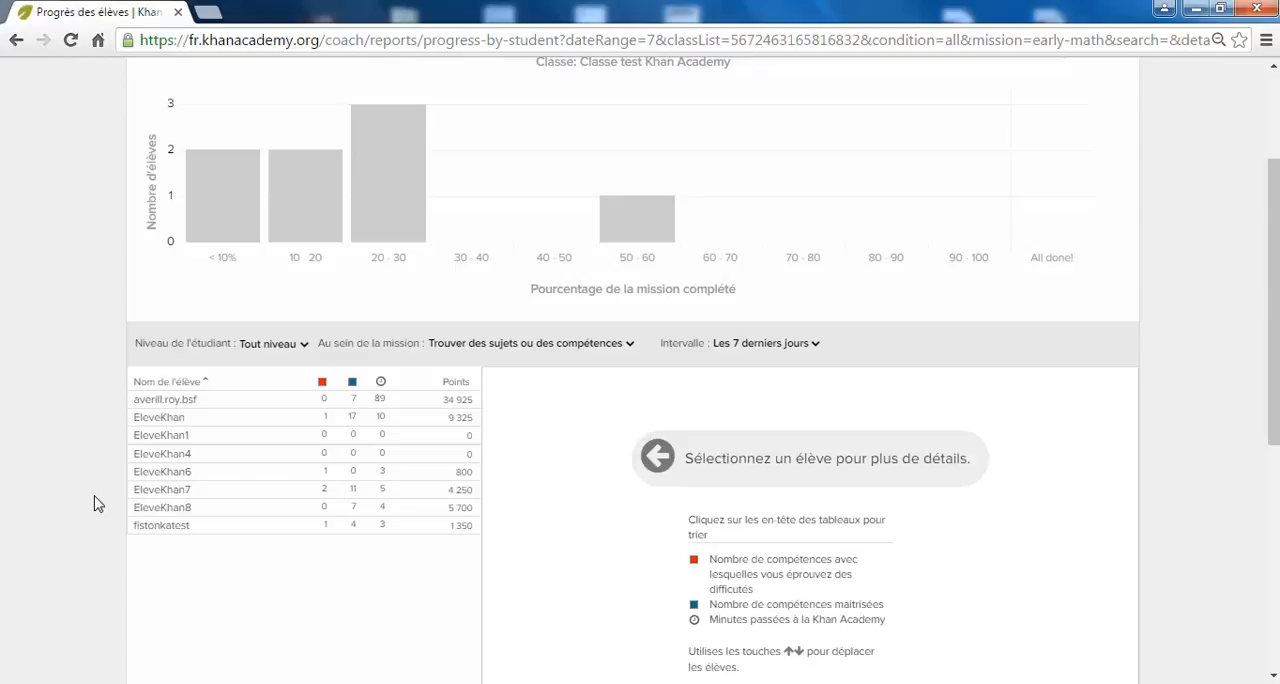 Progrès des élèves | Khan
https://fr.khanacademy.org/coach/reports/progress-by-student?dateRange=7&classList=5672463165816832&condition=all&mission=early-math&search=&deta
Classe: Classe test Khan Academy
Nombre d'élèves
3
2
1
0
< 10% 10 - 20 20 - 30 30 - 40 40 - 50 50 - 60 60 - 70 70 - 80 80 - 90 90 - 100 All done!
Pourcentage de la mission complété
Niveau de l'étudiant : Tout niveau Au sein de la mission : Trouver des sujets ou des compétences Intervalle : Les 7 derniers jours
Nom de l'élève Points
averill.roy.bsf 0 7 89 34 925
EleveKhan 1 17 10 9 325
EleveKhan1 0 0 0 0
EleveKhan4 0 0 0 0
EleveKhan6 1 0 3 800
EleveKhan7 2 11 5 4 250
EleveKhan8 0 7 4 5 700
fistonkatest 1 4 3 1 350
Sélectionnez un élève pour plus de détails.
Cliquez sur les en-tête des tableaux pour
trier
Nombre de compétences avec
lesquelles vous éprouvez des
difficutés
Nombre de compétences maitrisées
Minutes passées à la Khan Academy
Utilises les touches ↑↓ pour déplacer
les élèves.